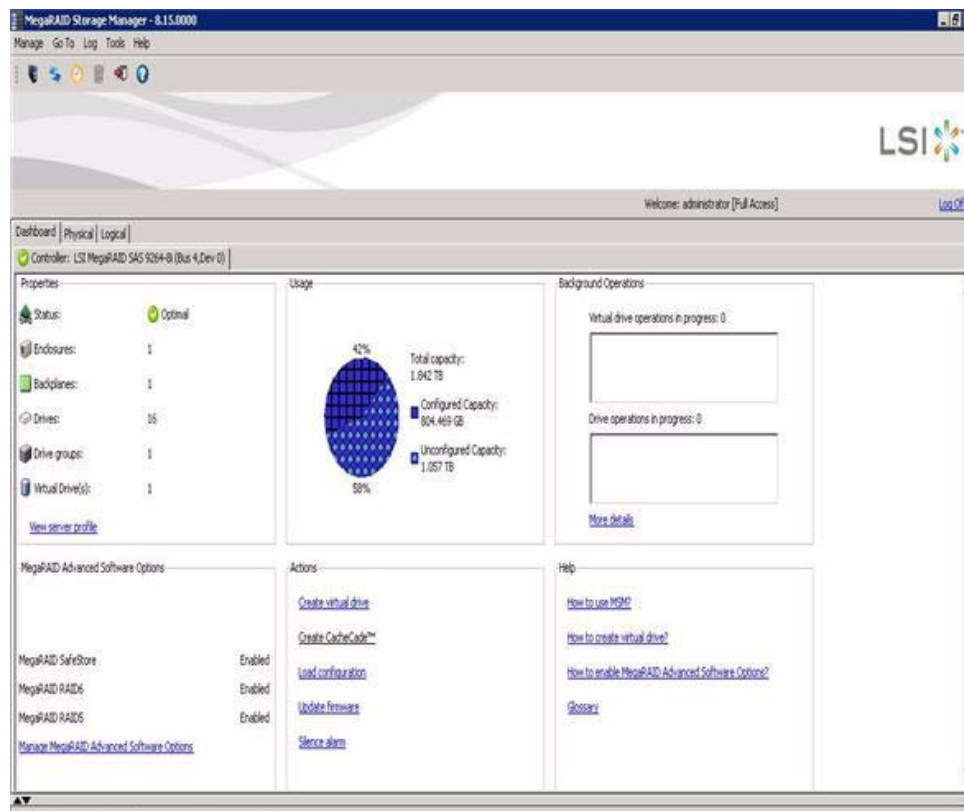 MegaRAID Storage Manager - 8.15.0000
Manage Go To Log Tools Help
LSI
Welcome: administrator [Full Access]
Log Of
Dashboard Physical Logical
Controller: LSI MegaRAID SAS 9264-8i (Bus 4,Dev 0)
Properties
Status: Optimal
Enclosures: 1
Backplanes: 1
Drives: 16
Drive groups: 1
Virtual Drive(s): 1
View server profile
Usage
42%
58%
Total capacity:
1.842 TB
Configured Capacity:
804.469 GB
Unconfigured Capacity:
1.057 TB
Background Operations
Virtual drive operations in progress: 0
Drive operations in progress: 0
More details
MegaRAID Advanced Software Options
MegaRAID SafeStore Enabled
MegaRAID RAID6 Enabled
MegaRAID RAID5 Enabled
Manage MegaRAID Advanced Software Options
Actions
Create virtual drive
Create CacheCade™
Load configuration
Update firmware
Silence alarm
Help
How to use MSM?
How to create virtual drive?
How to enable MegaRAID Advanced Software Options?
Glossary